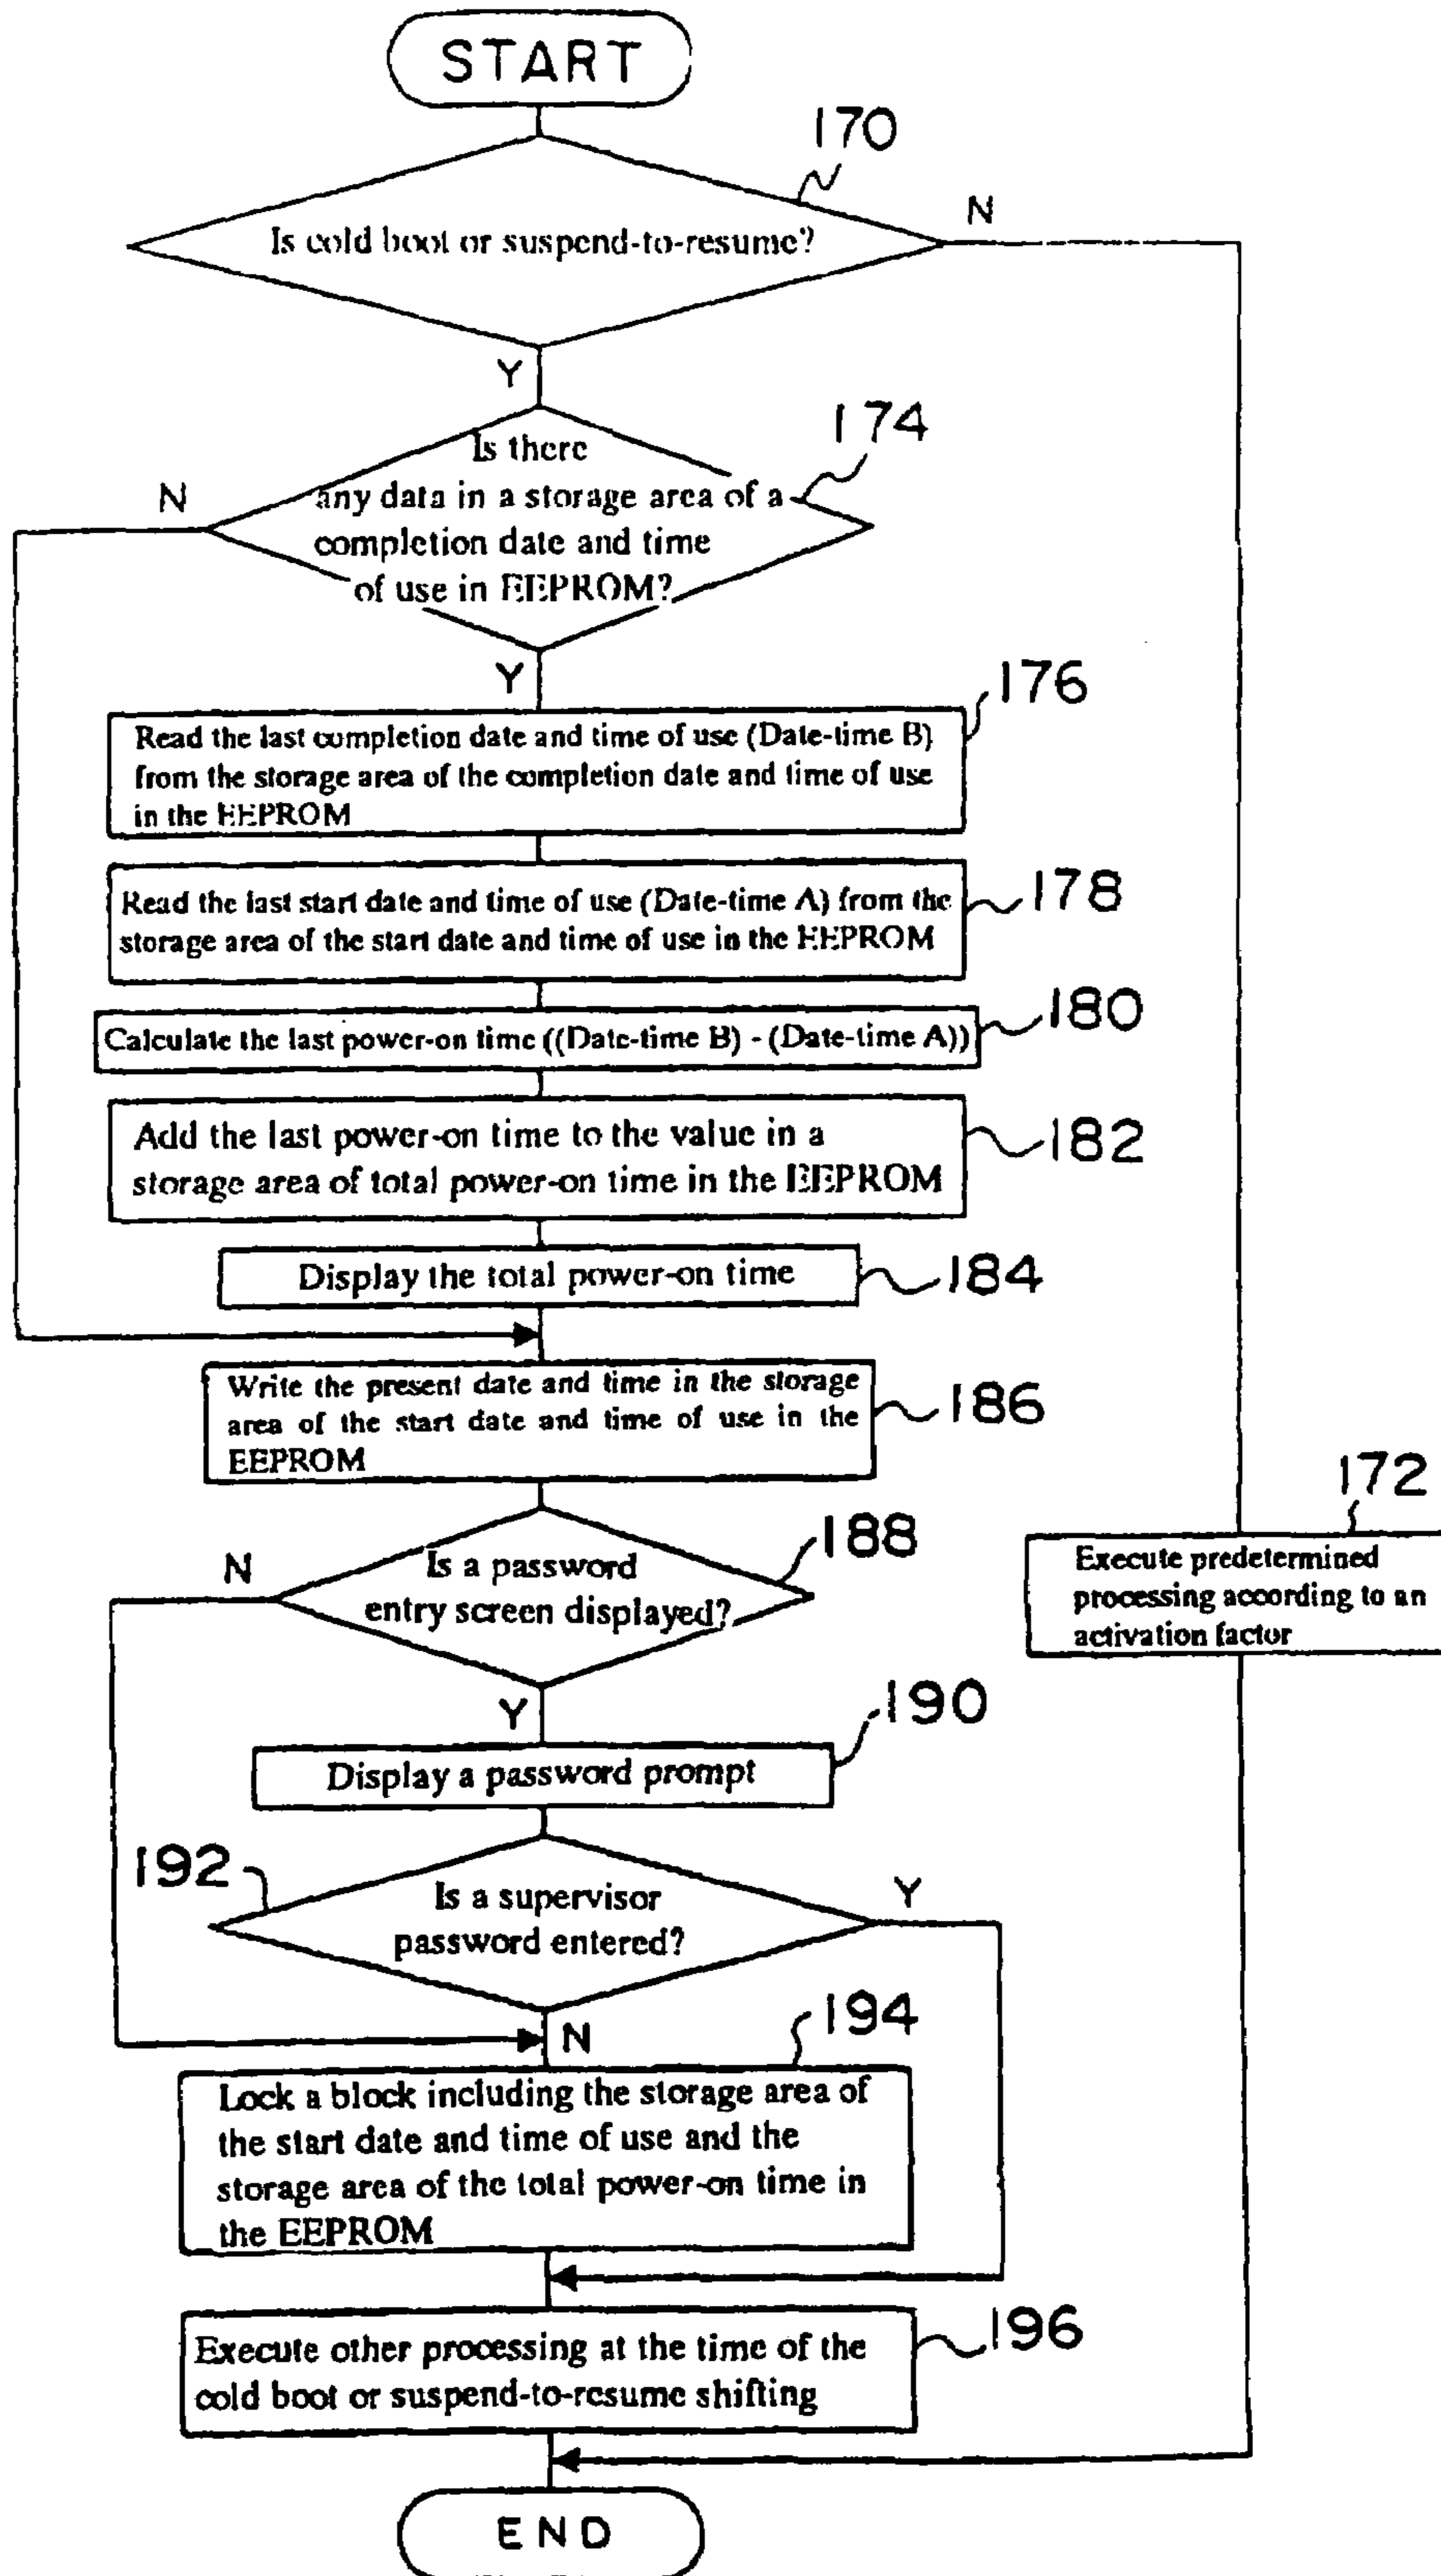 START
170
Is cold boot or suspend-to-resume?
N
Y
174
Is there
any data in a storage area of a
completion date and time
of use in EEPROM?
N
Y
176
Read the last completion date and time of use (Date-time B)
from the storage area of the completion date and time of use
in the EEPROM
Read the last start date and time of use (Date-time A) from the
storage area of the start date and time of use in the EEPROM
178
Calculate the last power-on time ((Date-time B) - (Date-time A))
180
Add the last power-on time to the value in a
storage area of total power-on time in the EEPROM
182
Display the total power-on time
184
Write the present date and time in the storage
area of the start date and time of use in the
EEPROM
186
172
Execute predetermined
processing according to an
activation factor
188
Is a password
entry screen displayed?
N
Y
190
Display a password prompt
192
Is a supervisor
password entered?
Y
N
194
Lock a block including the storage area of
the start date and time of use and the
storage area of the total power-on time in
the EEPROM
196
Execute other processing at the time of the
cold boot or suspend-to-resume shifting
END